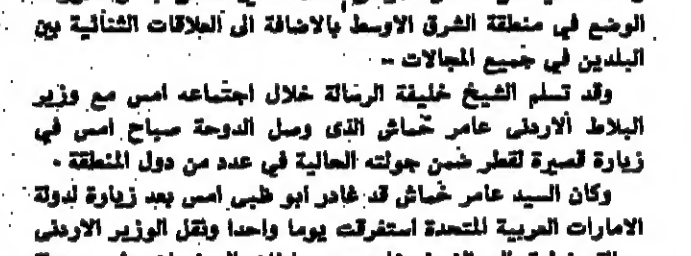 الوضع في منطقة الشرق الاوسط بالاضافة الى العلاقات الثنائية بين
البلدين في جميع المجالات ..
وقد تسلم الشيخ خليفة الرسالة خلال اجتماعه امس مع وزير
البلاط الاردنى عامر خماش الذى وصل الدوحة صباح امس في
زيارة قصيرة لقطر ضمن جولته الحالية في عدد من دول المنطقة .
وكان السيد عامر خماش قد غادر ابو ظبى امس بعد زيارة لدولة
الامارات العربية المتحدة استغرقت يوما واحدا ونقل الوزير الاردنى